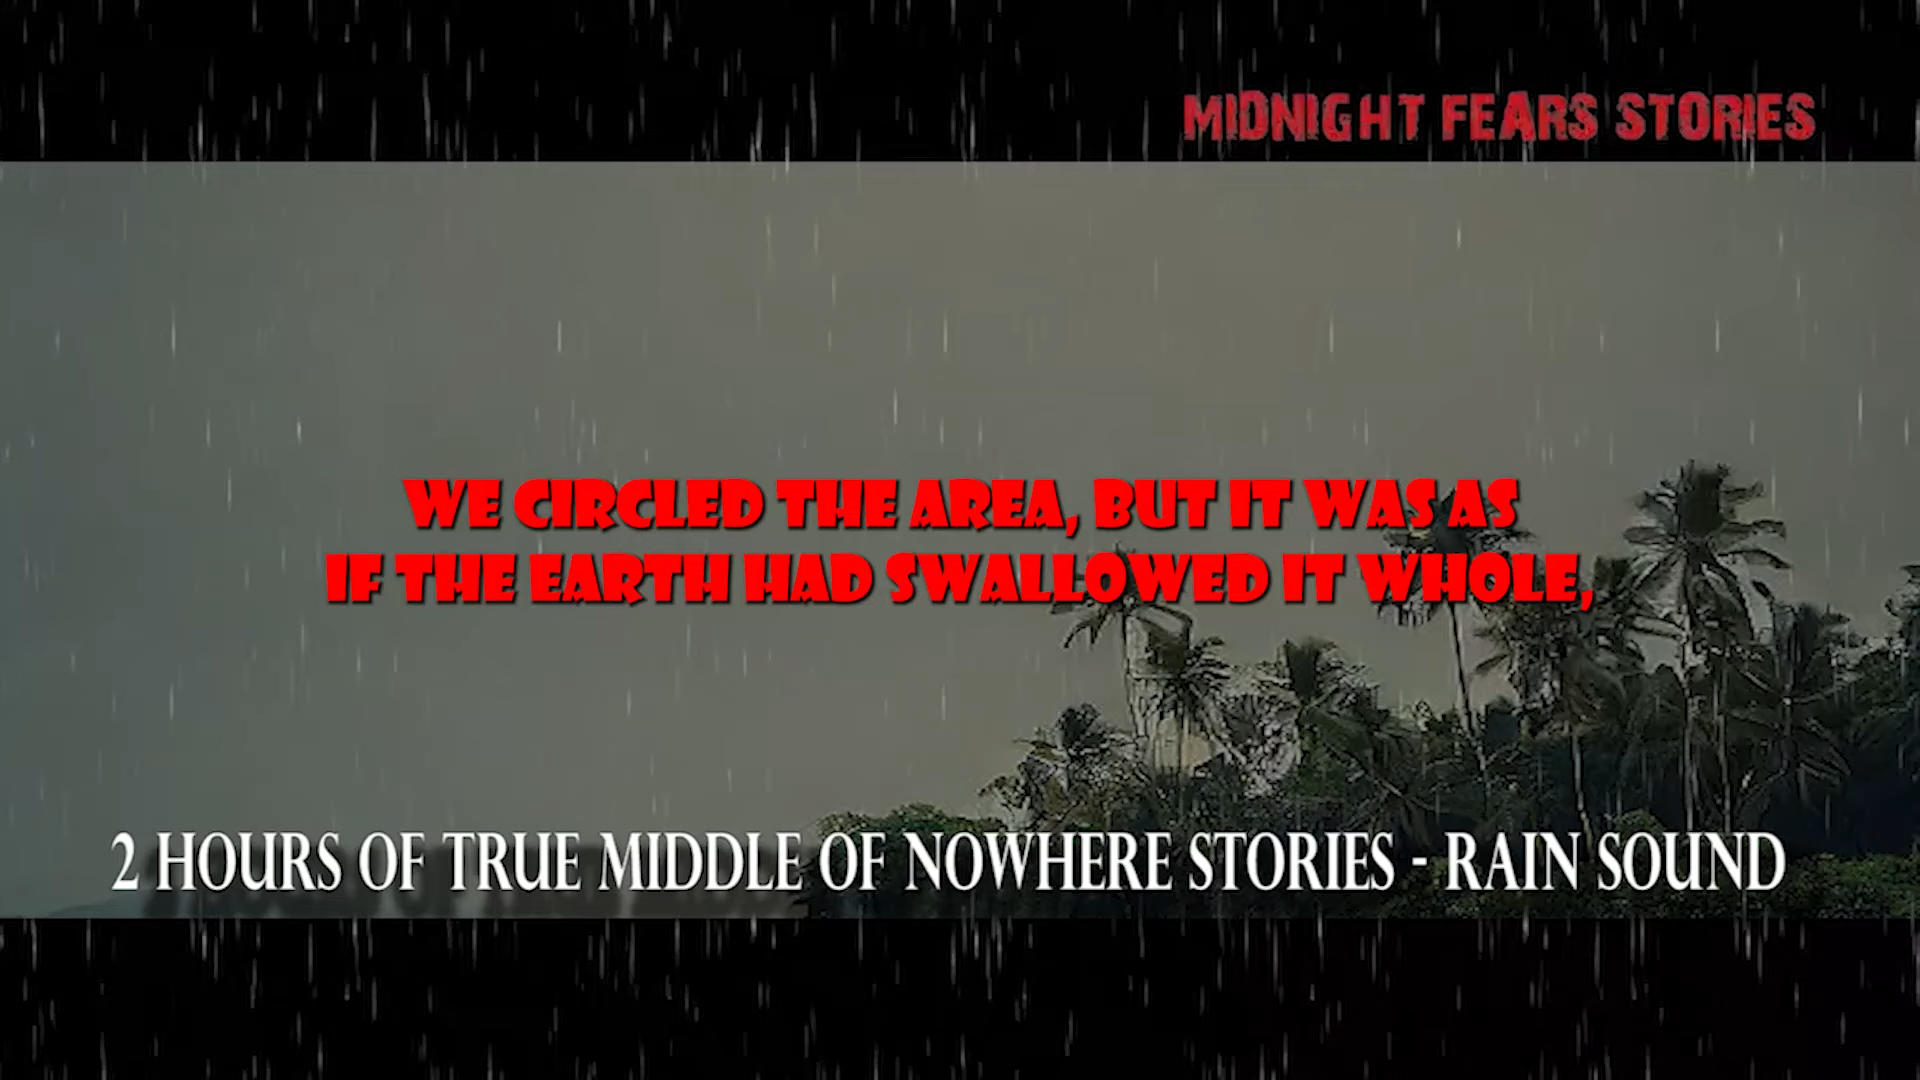 MIDNIGHT FEARS STORIES
WE CIRCLED THE AREA, BUT IT WAS AS
IF THE EARTH HAD SWALLOWED IT WHOLE,
2 HOURS OF TRUE MIDDLE OF NOWHERE STORIES - RAIN SOUND